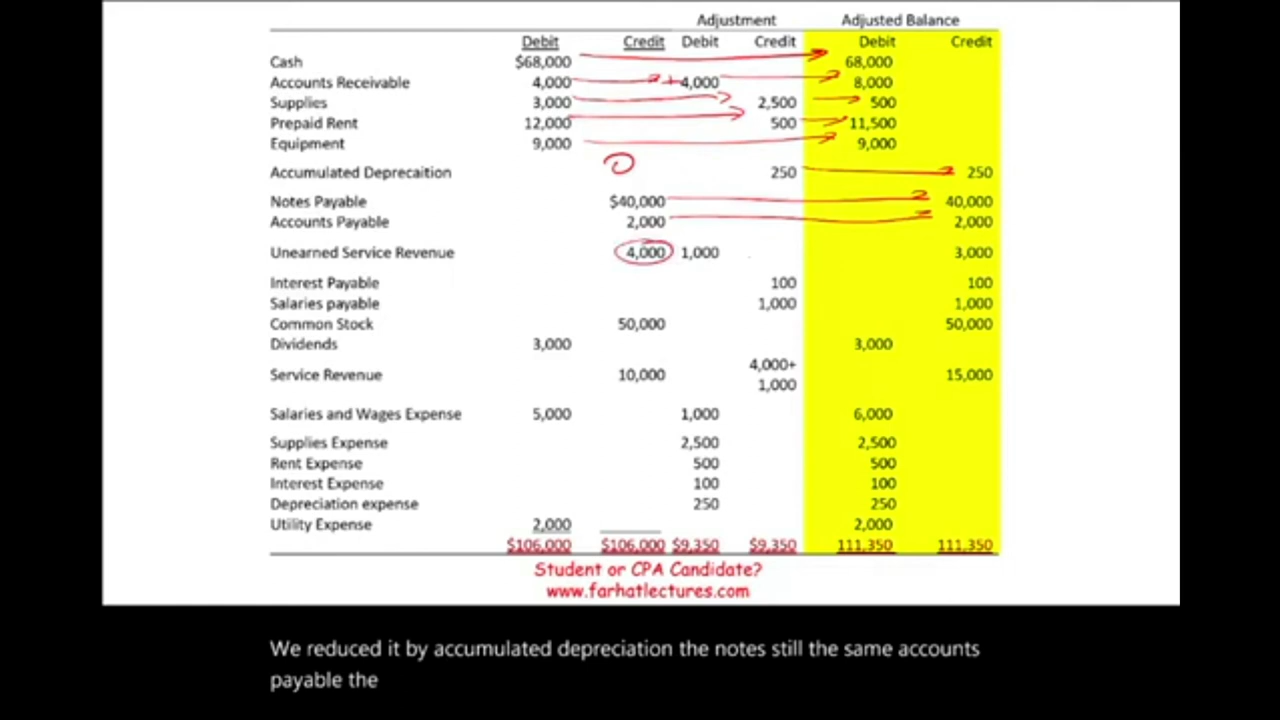 Adjustment Adjusted Balance
Debit Credit Debit Credit Debit Credit
Cash $68,000 68,000
Accounts Receivable 4,000 +4,000 8,000
Supplies 3,000 2,500 500
Prepaid Rent 12,000 500 11,500
Equipment 9,000 9,000
Accumulated Deprecaition 250 250
Notes Payable $40,000 40,000
Accounts Payable 2,000 2,000
Unearned Service Revenue 4,000 1,000 3,000
Interest Payable 100 100
Salaries payable 1,000 1,000
Common Stock 50,000 50,000
Dividends 3,000 3,000
Service Revenue 10,000 4,000+ 15,000
1,000
Salaries and Wages Expense 5,000 1,000 6,000
Supplies Expense 2,500 2,500
Rent Expense 500 500
Interest Expense 100 100
Depreciation expense 250 250
Utility Expense 2,000 2,000
$106,000 $106,000 $9,350 $9,350 111,350 111,350
Student or CPA Candidate?
www.farhatlectures.com
We reduced it by accumulated depreciation the notes still the same accounts
payable the